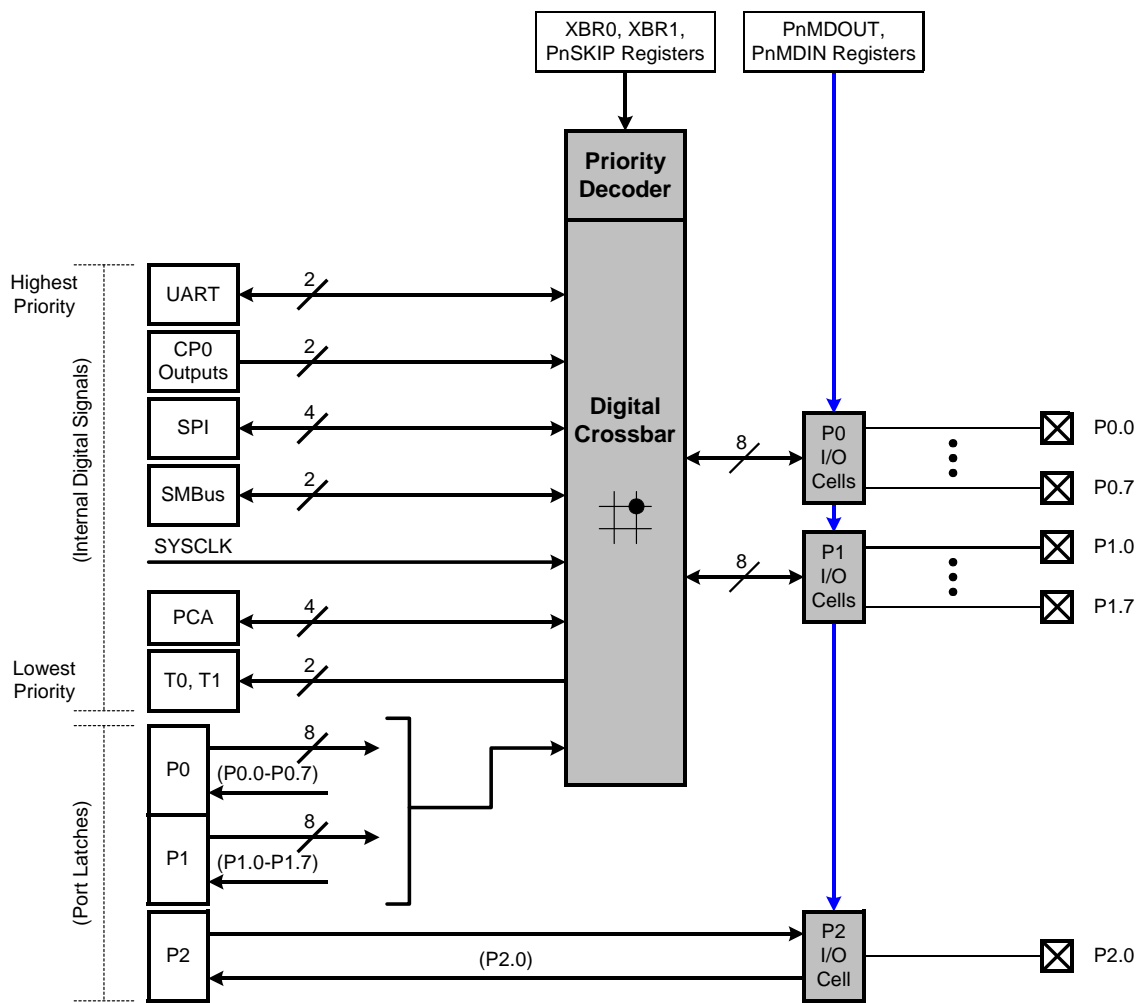 XBR0, XBR1,
PnSKIP Registers
PnMDOUT,
PnMDIN Registers
Priority
Decoder
Highest
Priority
(Internal Digital Signals)
UART
2
CP0
Outputs
2
SPI
4
SMBus
2
SYSCLK
PCA
4
Lowest
Priority
T0, T1
2
Digital
Crossbar
8
P0
I/O
Cells
P0.0
P0.7
8
P1
I/O
Cells
P1.0
P1.7
(Port Latches)
P0
8
(P0.0-P0.7)
P1
8
(P1.0-P1.7)
P2
(P2.0)
P2
I/O
Cell
P2.0